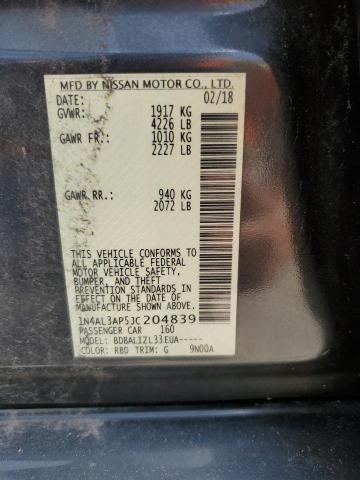 MFD BY NISSAN MOTOR CO., LTD.
DATE: 02/18
GVWR: 1917 KG
4226 LB
GAWR FR: 1010 KG
2227 LB
GAWR RR.: 940 KG
2072 LB
THIS VEHICLE CONFORMS TO
ALL APPLICABLE FEDERAL
MOTOR VEHICLE SAFETY,
BUMPER, AND THEFT
PREVENTION STANDARDS IN
EFFECT ON THE DATE OF
MANUFACTURE SHOWN ABOVE
1N4AL3AP5JC204839
PASSENGER CAR 160
MODEL: BDBALIZL33EUA-----
COLOR: RBD TRIM: G 9N00A